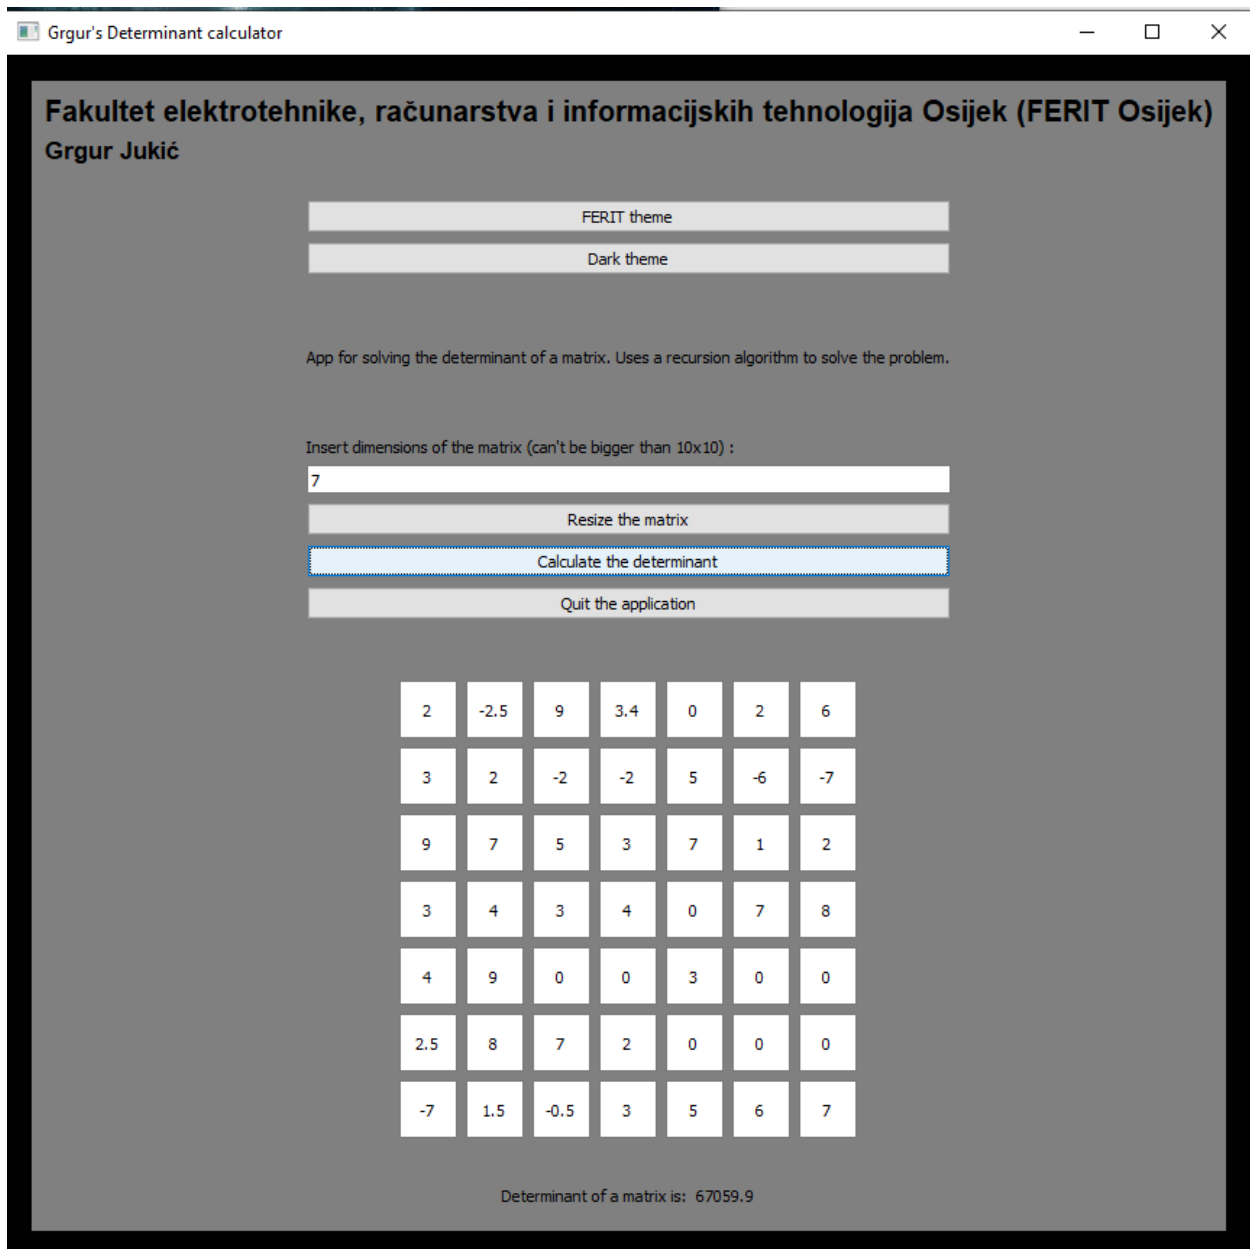 Grgur's Determinant calculator
Fakultet elektrotehnike, računarstva i informacijskih tehnologija Osijek (FERIT Osijek)
Grgur Jukić
FERIT theme
Dark theme
App for solving the determinant of a matrix. Uses a recursion algorithm to solve the problem.
Insert dimensions of the matrix (can't be bigger than 10x10) :
7
Resize the matrix
Calculate the determinant
Quit the application
2 -2.5 9 3.4 0 2 6
3 2 -2 -2 5 -6 -7
9 7 5 3 7 1 2
3 4 3 4 0 7 8
4 9 0 0 3 0 0
2.5 8 7 2 0 0 0
-7 1.5 -0.5 3 5 6 7
Determinant of a matrix is: 67059.9